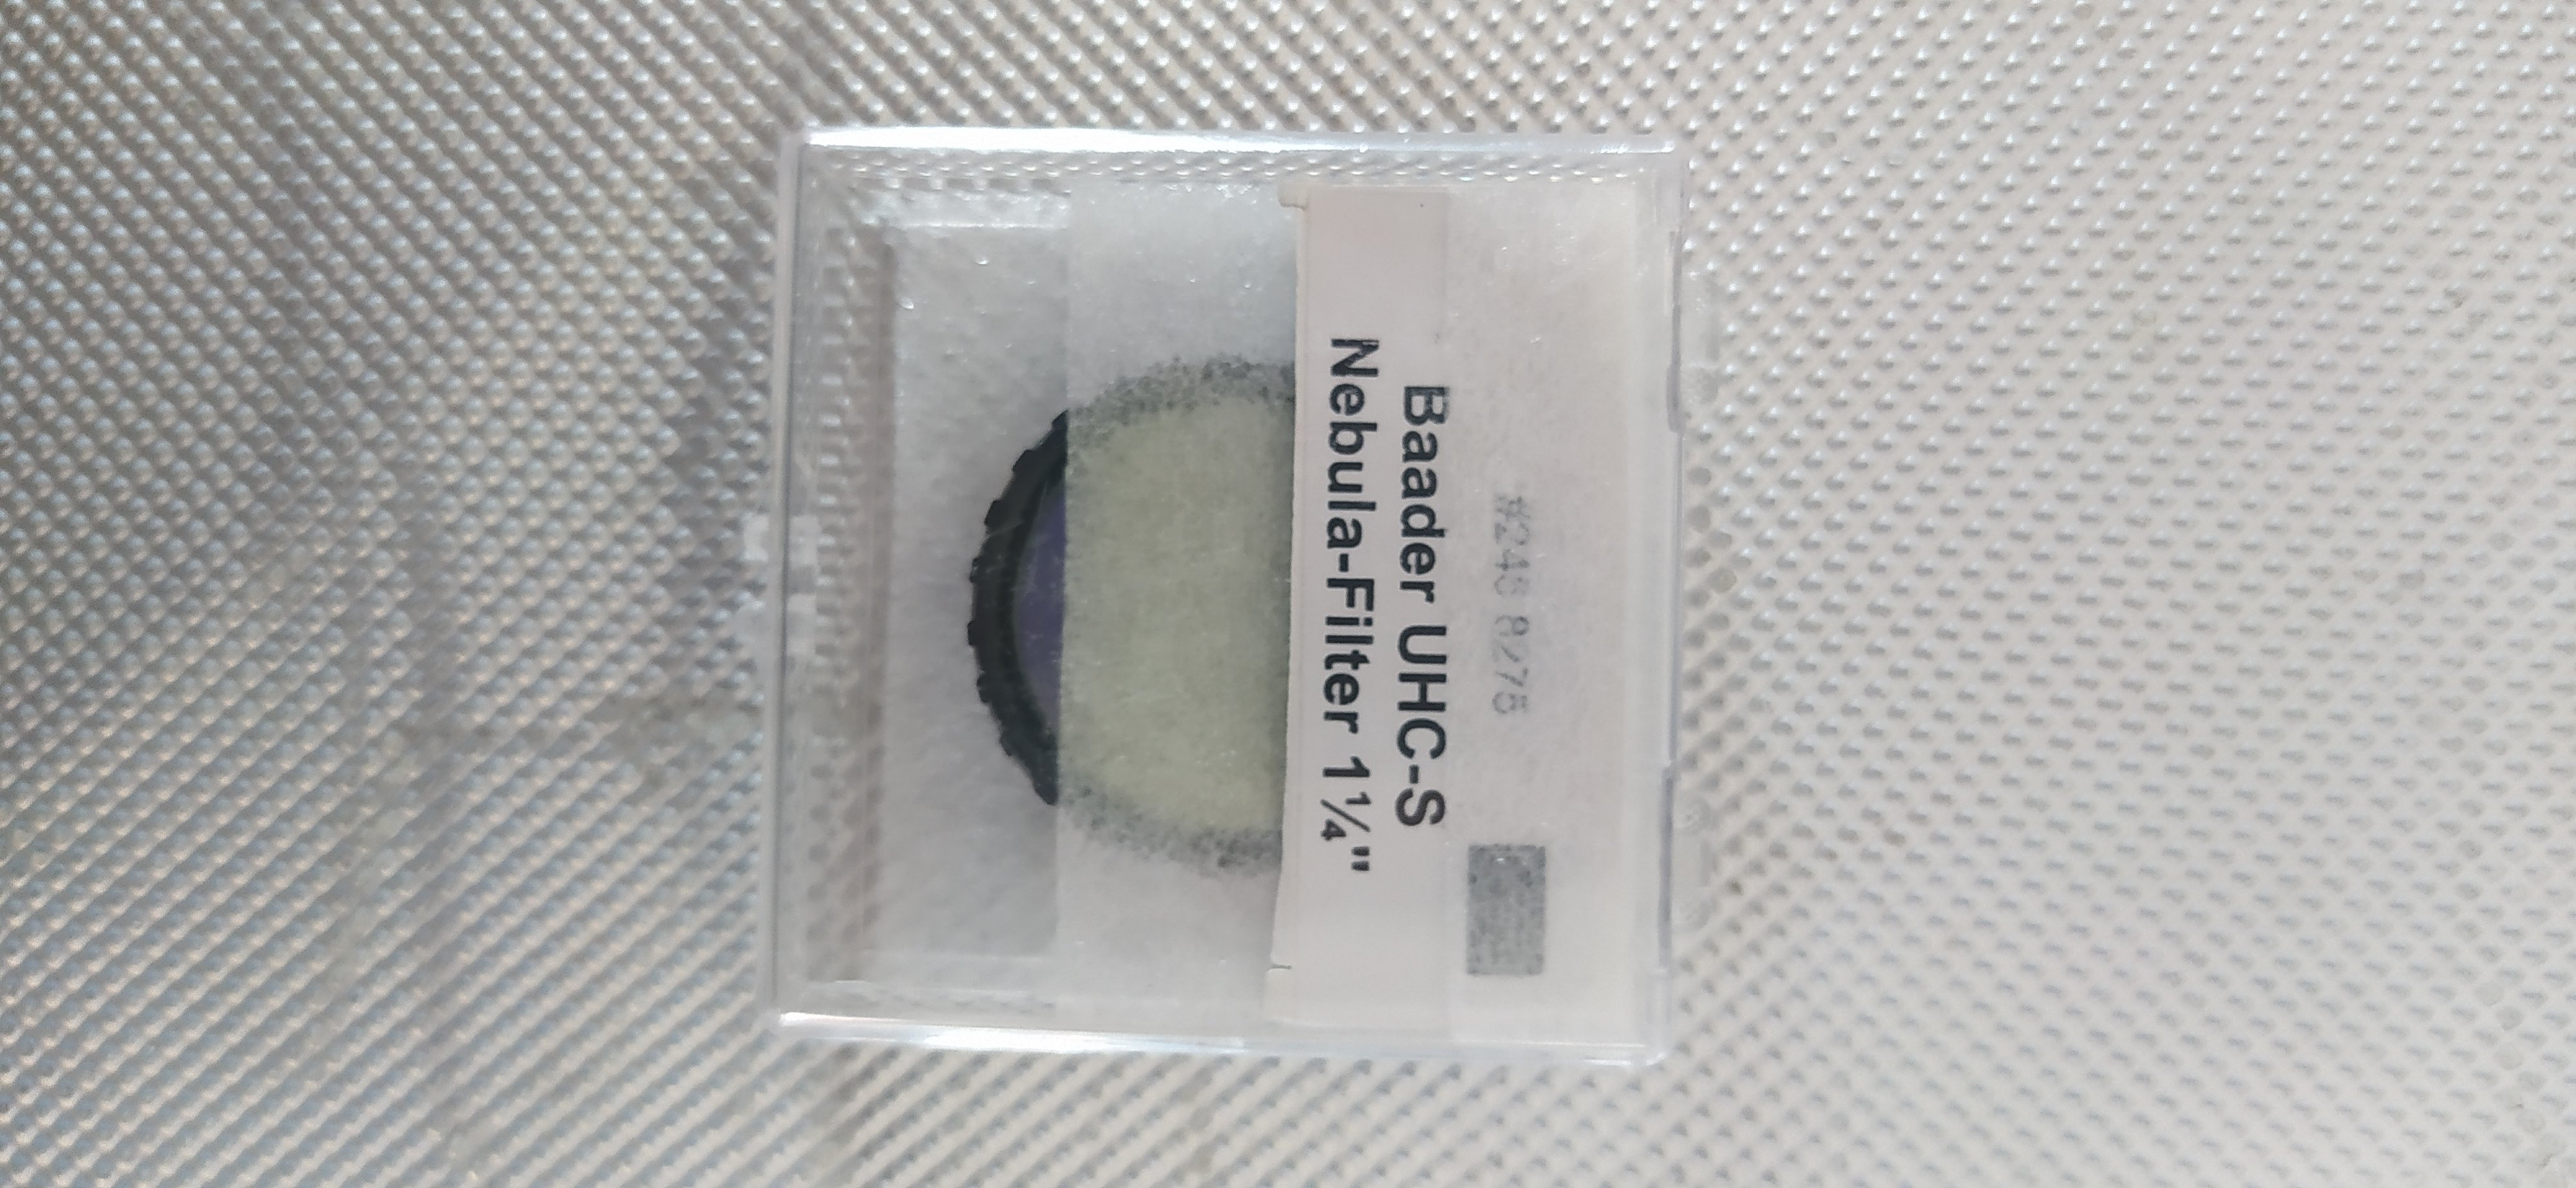 #246 8275
Baader UHC-S
Nebula-Filter 1¼"